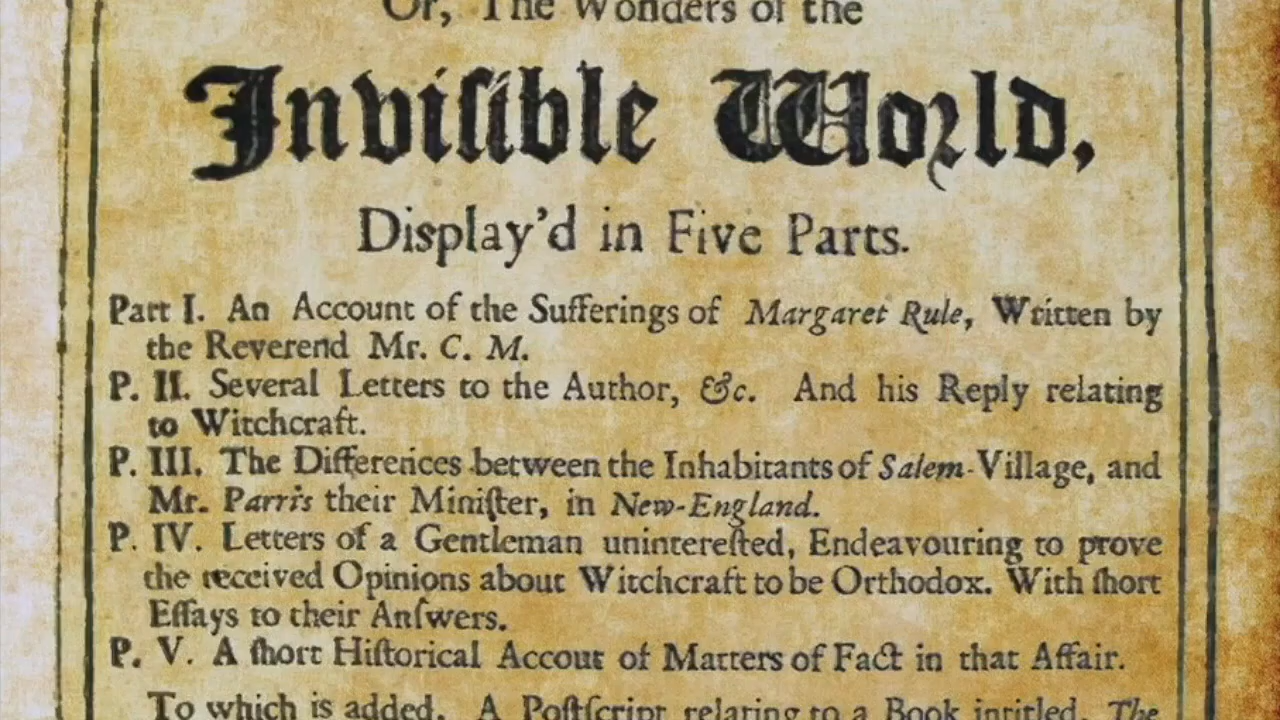 Or, The Wonders of the
Inviſible World,
Display'd in Five Parts.
Part I. An Account of the Sufferings of Margaret Rule, Written by
the Reverend Mr. C. M.
P. II. Several Letters to the Author, &c. And his Reply relating
to Witchcraft.
P. III. The Differences between the Inhabitants of Salem-Village, and
Mr. Parris their Miniſter, in New-England.
P. IV. Letters of a Gentleman unintereſted, Endeavouring to prove
the received Opinions about Witchcraft to be Orthodox. With ſhort
Eſſays to their Anſwers.
P. V. A ſhort Hiſtorical Accout of Matters of Fact in that Affair.
To which is added, A Poſtſcript relating to a Book intitled, The